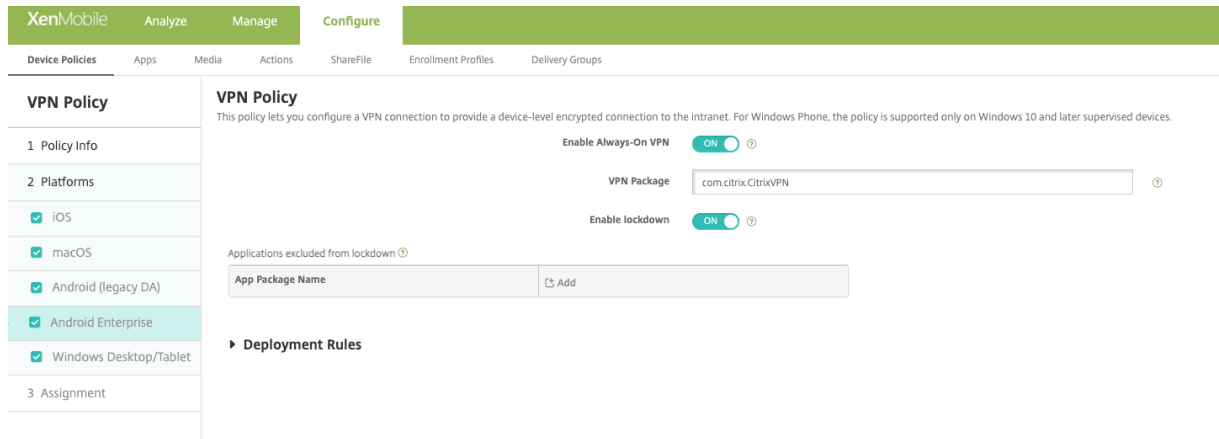 XenMobile Analyze Manage Configure
Device Policies Apps Media Actions ShareFile Enrollment Profiles Delivery Groups
VPN Policy
1 Policy Info
2 Platforms
iOS
macOS
Android (legacy DA)
Android Enterprise
Windows Desktop/Tablet
3 Assignment
VPN Policy
This policy lets you configure a VPN connection to provide a device-level encrypted connection to the intranet. For Windows Phone, the policy is supported only on Windows 10 and later supervised devices.
Enable Always-On VPN ON ?
VPN Package com.citrix.CitrixVPN ?
Enable lockdown ON ?
Applications excluded from lockdown ?
App Package Name Add
Deployment Rules